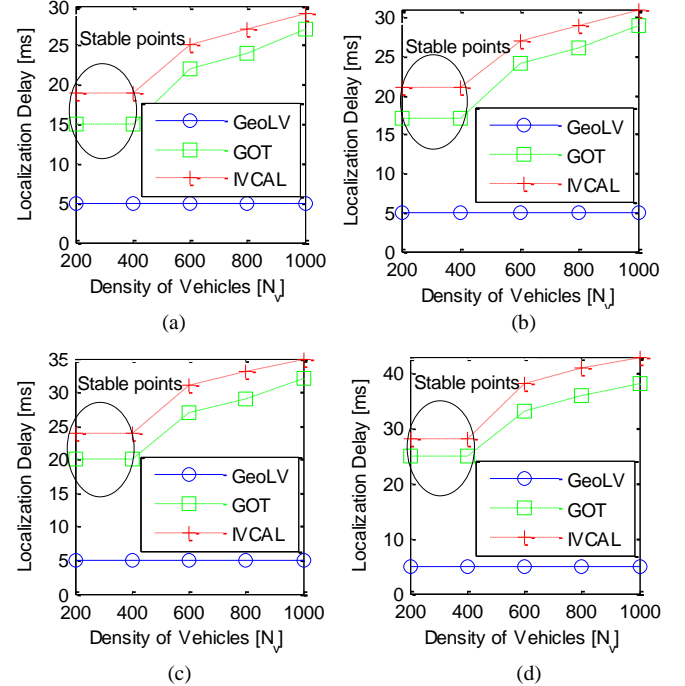 30
25
20
15
10
5
0
Localization Delay [ms]
Stable points
GeoLV
GOT
IVCAL
200 400 600 800 1000
Density of Vehicles [Nv]
(a)
30
25
20
15
10
5
0
Localization Delay [ms]
Stable points
GeoLV
GOT
IVCAL
200 400 600 800 1000
Density of Vehicles [Nv]
(b)
35
30
25
20
15
10
5
0
Localization Delay [ms]
Stable points
GeoLV
GOT
IVCAL
200 400 600 800 1000
Density of Vehicles [Nv]
(c)
40
30
20
10
0
Localization Delay [ms]
Stable points
GeoLV
GOT
IVCAL
200 400 600 800 1000
Density of Vehicles [Nv]
(d)